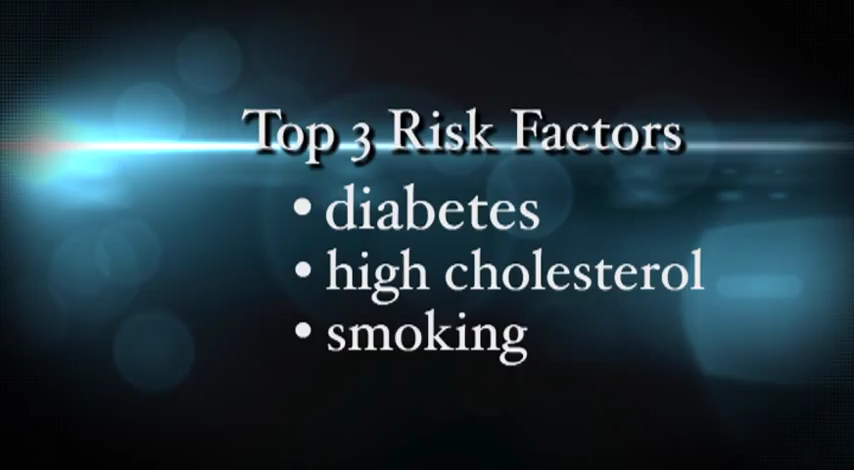 Top 3 Risk Factors
• diabetes
• high cholesterol
• smoking